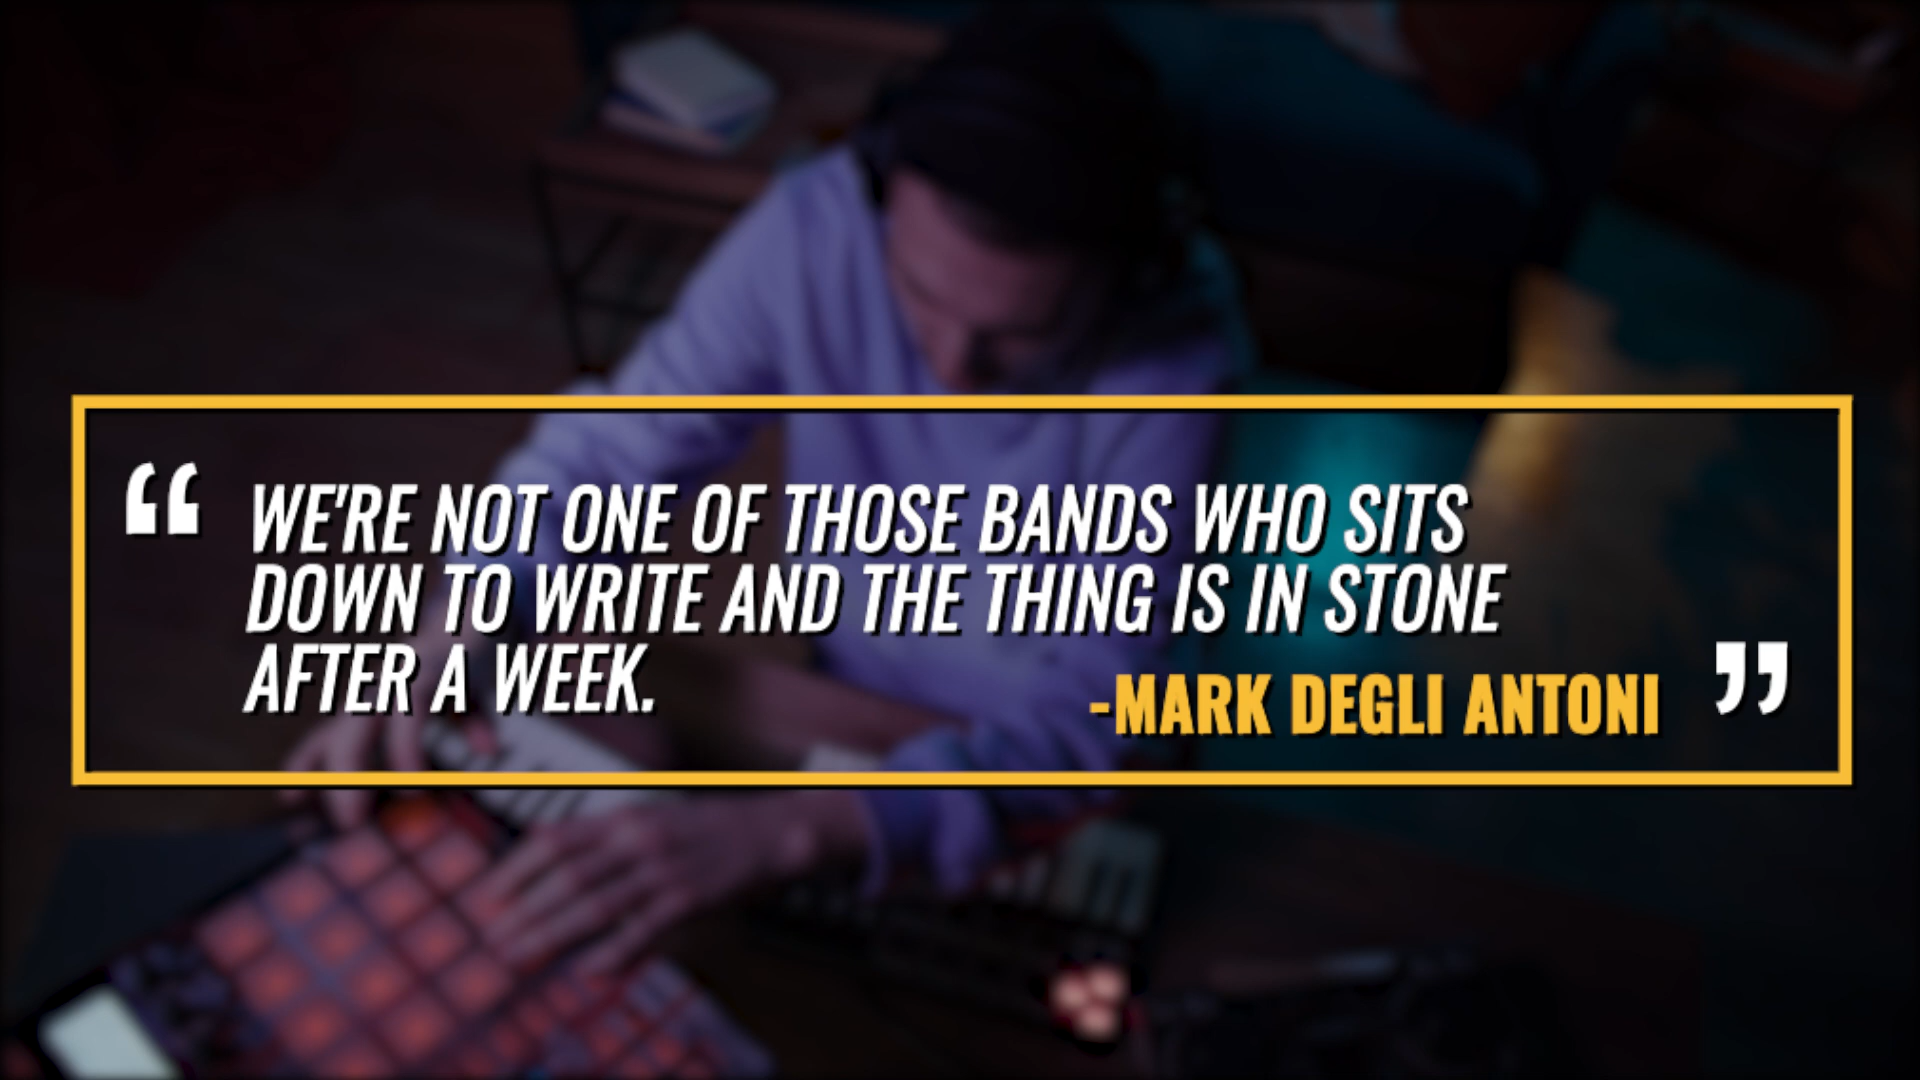 “ WE'RE NOT ONE OF THOSE BANDS WHO SITS
DOWN TO WRITE AND THE THING IS IN STONE
AFTER A WEEK.
-MARK DEGLI ANTONI ”